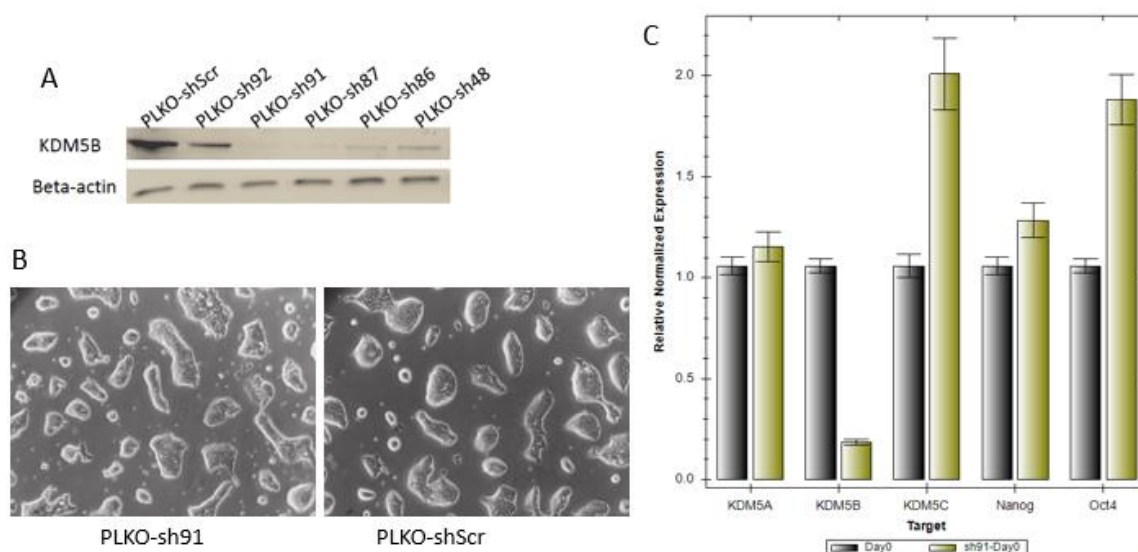 A
PLKO-shScr
PLKO-sh92
PLKO-sh91
PLKO-sh87
PLKO-sh86
PLKO-sh48
KDM5B
Beta-actin
B
PLKO-sh91
PLKO-shScr
C
Relative Normalized Expression
2.0
1.5
1.0
0.5
0.0
KDM5A KDM5B KDM5C Nanog Oct4
Target
Day0 sh91-Day0